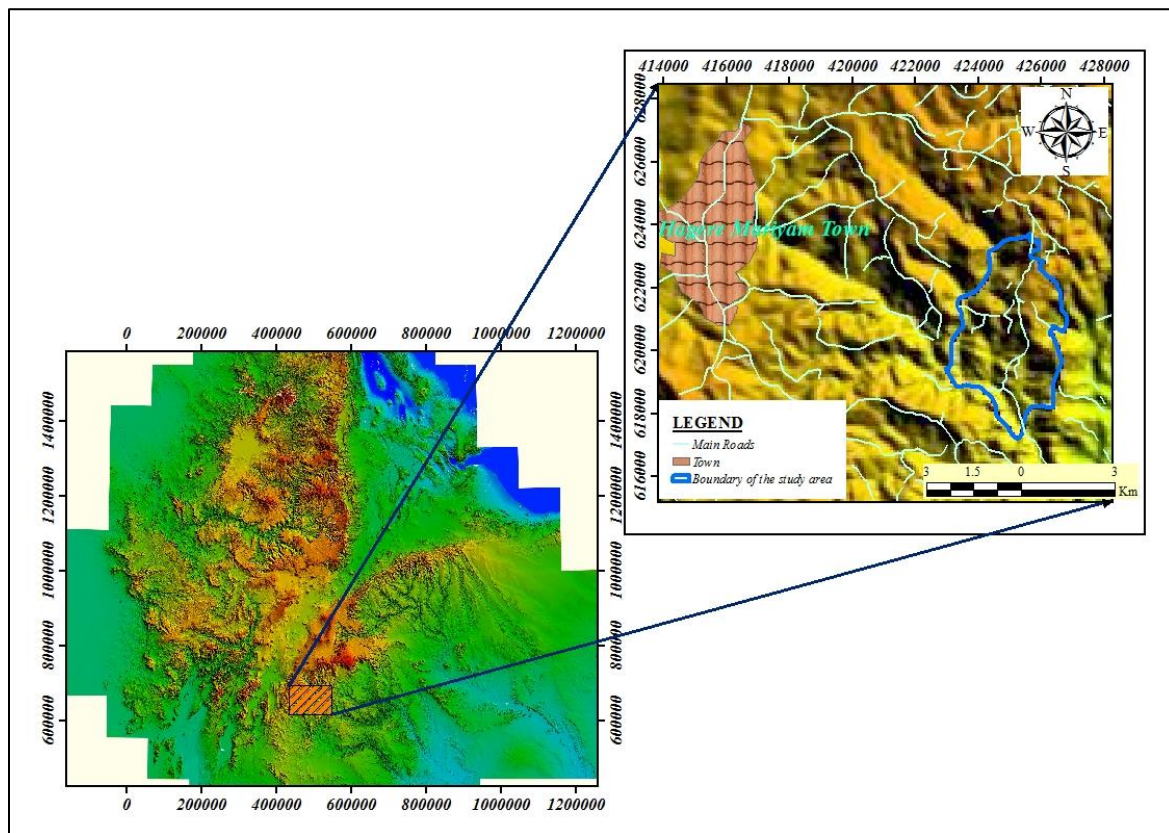 414000 416000 418000 420000 422000 424000 426000 428000
628000
626000
624000
622000
620000
618000
616000
N
W E
S
Hagere Mariyam Town
LEGEND
Main Roads
Town
Boundary of the study area
3 1.5 0 3
Km
0 200000 400000 600000 800000 1000000 1200000
1400000
1200000
1000000
800000
600000
1400000
1200000
1000000
800000
600000
0 200000 400000 600000 800000 1000000 1200000